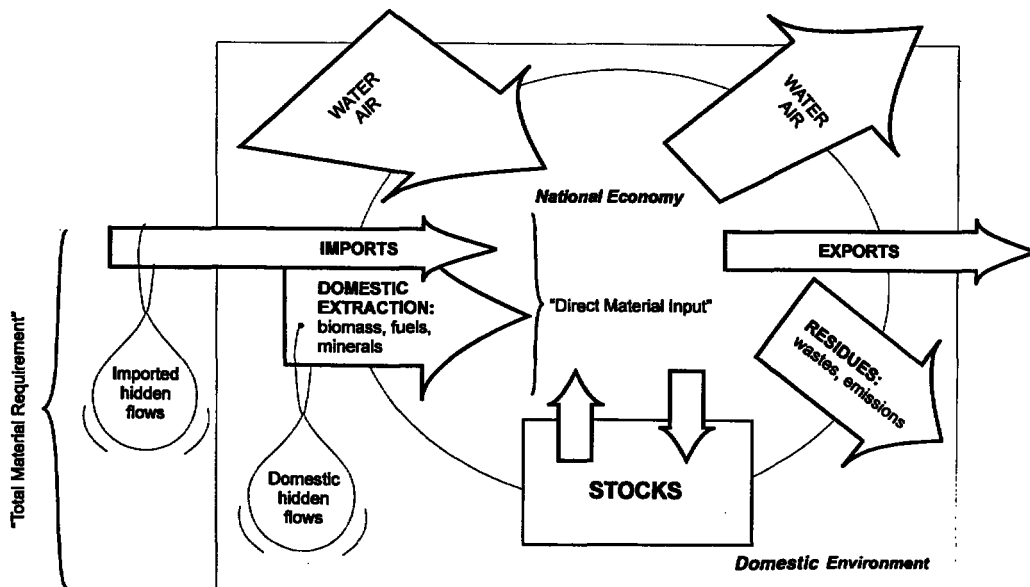 WATER
AIR
WATER
AIR
National Economy
IMPORTS
EXPORTS
DOMESTIC
EXTRACTION:
biomass, fuels,
minerals
"Direct Material Input"
RESIDUES:
wastes, emissions
"Total Material Requirement"
Imported
hidden
flows
Domestic
hidden
flows
STOCKS
Domestic Environment